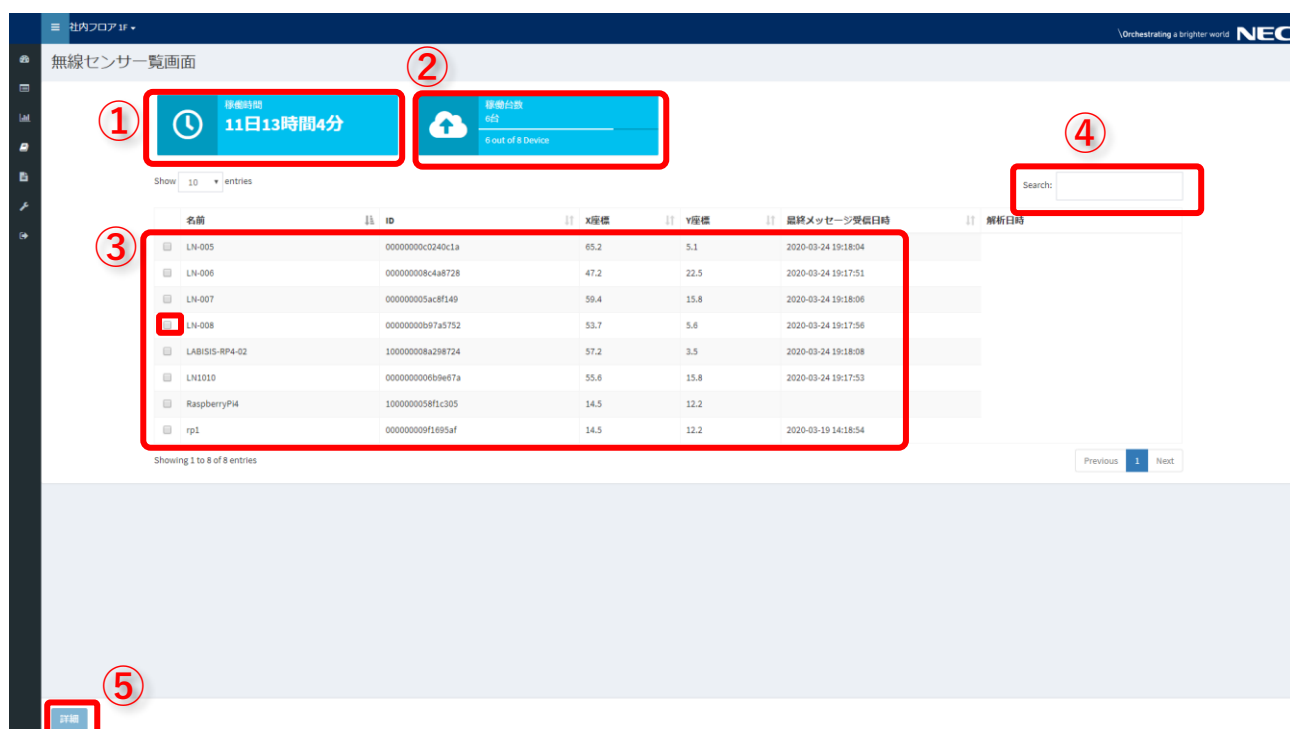 ≡ 社内フロア 1F
\Orchestrating a brighter world NEC
無線センサー覧画面
① 稼働時間
11日13時間4分
② 稼働台数
6台
6 out of 8 Device
Show 10 entries
④ Search:
名前 ID X座標 Y座標 最終メッセージ受信日時 解析日時
③
LN-005 00000000c0240c1a 65.2 5.1 2020-03-24 19:18:04
LN-006 000000008c4a8728 47.2 22.5 2020-03-24 19:17:51
LN-007 000000005ac8f149 59.4 15.8 2020-03-24 19:18:06
LN-008 00000000b97a5752 53.7 5.6 2020-03-24 19:17:56
LABISIS-RP4-02 100000008a298724 57.2 3.5 2020-03-24 19:18:08
LN1010 0000000006b9e67a 55.6 15.8 2020-03-24 19:17:53
RaspberryPi4 1000000058f1c305 14.5 12.2
rp1 000000009f1695af 14.5 12.2 2020-03-19 14:18:54
Showing 1 to 8 of 8 entries
Previous 1 Next
⑤
詳細